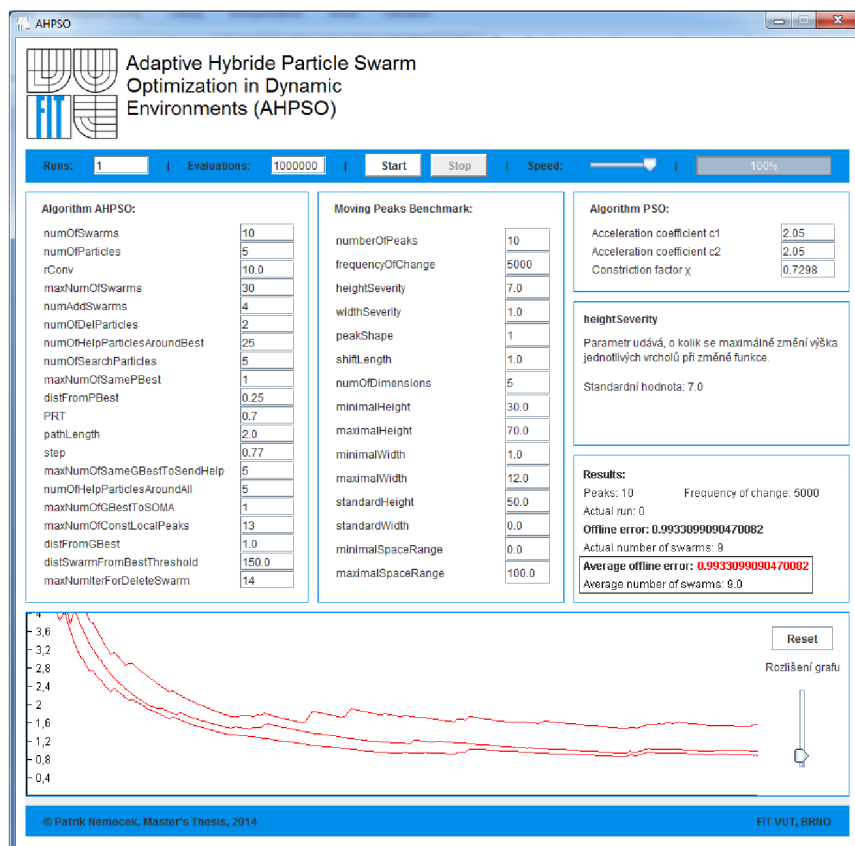 AHPSO
FIT
Adaptive Hybride Particle Swarm
Optimization in Dynamic
Environments (AHPSO)
Runs: 1 | Evaluations: 1000000 | Start Stop | Speed: | 100%
Algorithm AHPSO:
numOfSwarms 10
numOfParticles 5
rConv 10.0
maxNumOfSwarms 30
numAddSwarms 4
numOfDelParticles 2
numOfHelpParticlesAroundBest 25
numOfSearchParticles 5
maxNumOfSamePBest 1
distFromPBest 0.25
PRT 0.7
pathLength 2.0
step 0.77
maxNumOfSameGBestToSendHelp 5
numOfHelpParticlesAroundAll 5
maxNumOfGBestToSOMA 1
maxNumOfConstLocalPeaks 13
distFromGBest 1.0
distSwarmFromBestThreshold 150.0
maxNumIterForDeleteSwarm 14
Moving Peaks Benchmark:
numberOfPeaks 10
frequencyOfChange 5000
heightSeverity 7.0
widthSeverity 1.0
peakShape 1
shiftLength 1.0
numOfDimensions 5
minimalHeight 30.0
maximalHeight 70.0
minimalWidth 1.0
maximalWidth 12.0
standardHeight 50.0
standardWidth 0.0
minimalSpaceRange 0.0
maximalSpaceRange 100.0
Algorithm PSO:
Acceleration coefficient c1 2.05
Acceleration coefficient c2 2.05
Constriction factor χ 0.7298
heightSeverity
Parametr udává, o kolik se maximálně změní výška
jednotlivých vrcholů při změně funkce.
Standardní hodnota: 7.0
Results:
Peaks: 10 Frequency of change: 5000
Actual run: 0
Offline error: 0.9933099090470082
Actual number of swarms: 9
Average offline error: 0.9933099090470082
Average number of swarms: 9.0
4
3,6
3,2
2,8
2,4
2
1,6
1,2
0,8
0,4
Reset
Rozlišení grafu
© Patrik Nemecek, Master's Thesis, 2014
FIT VUT, BRNO